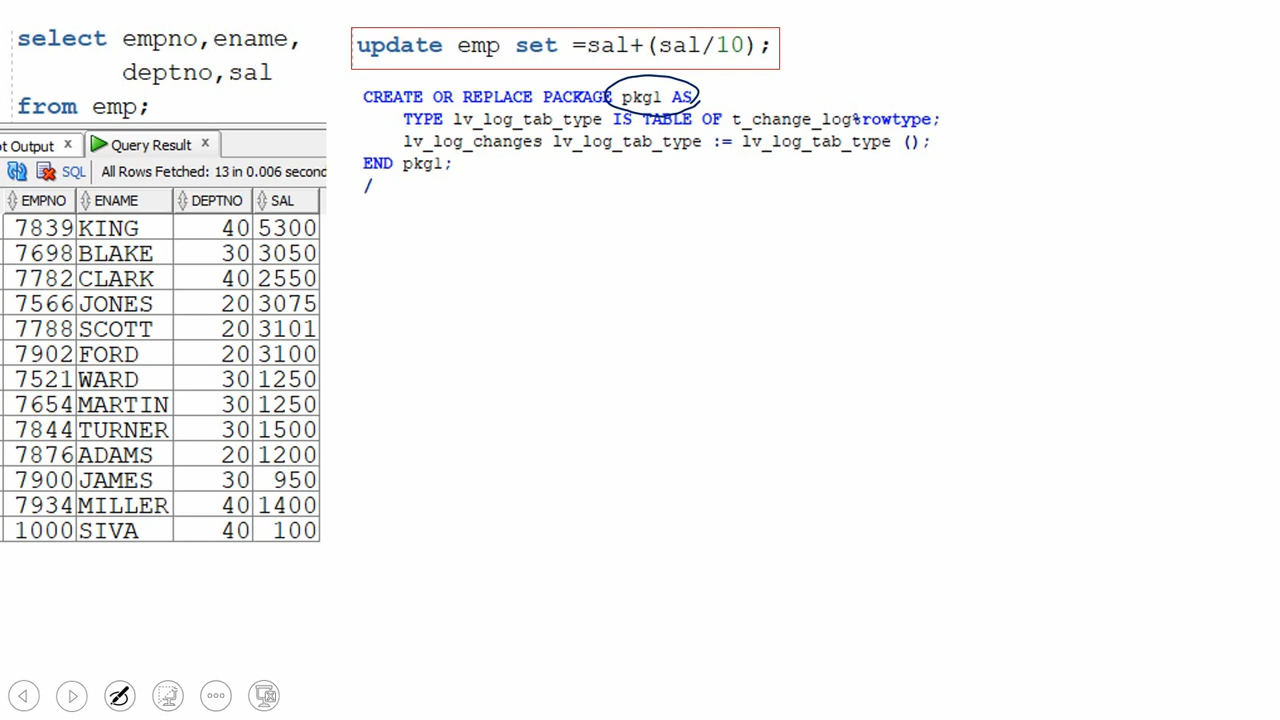 select empno,ename,
deptno,sal
from emp;
ot Output x Query Result x
SQL | All Rows Fetched: 13 in 0.006 second
EMPNO ENAME DEPTNO SAL
7839 KING 40 5300
7698 BLAKE 30 3050
7782 CLARK 40 2550
7566 JONES 20 3075
7788 SCOTT 20 3101
7902 FORD 20 3100
7521 WARD 30 1250
7654 MARTIN 30 1250
7844 TURNER 30 1500
7876 ADAMS 20 1200
7900 JAMES 30 950
7934 MILLER 40 1400
1000 SIVA 40 100
update emp set =sal+(sal/10);
CREATE OR REPLACE PACKAGE pkg1 AS
TYPE lv_log_tab_type IS TABLE OF t_change_log%rowtype;
lv_log_changes lv_log_tab_type := lv_log_tab_type ();
END pkg1;
/